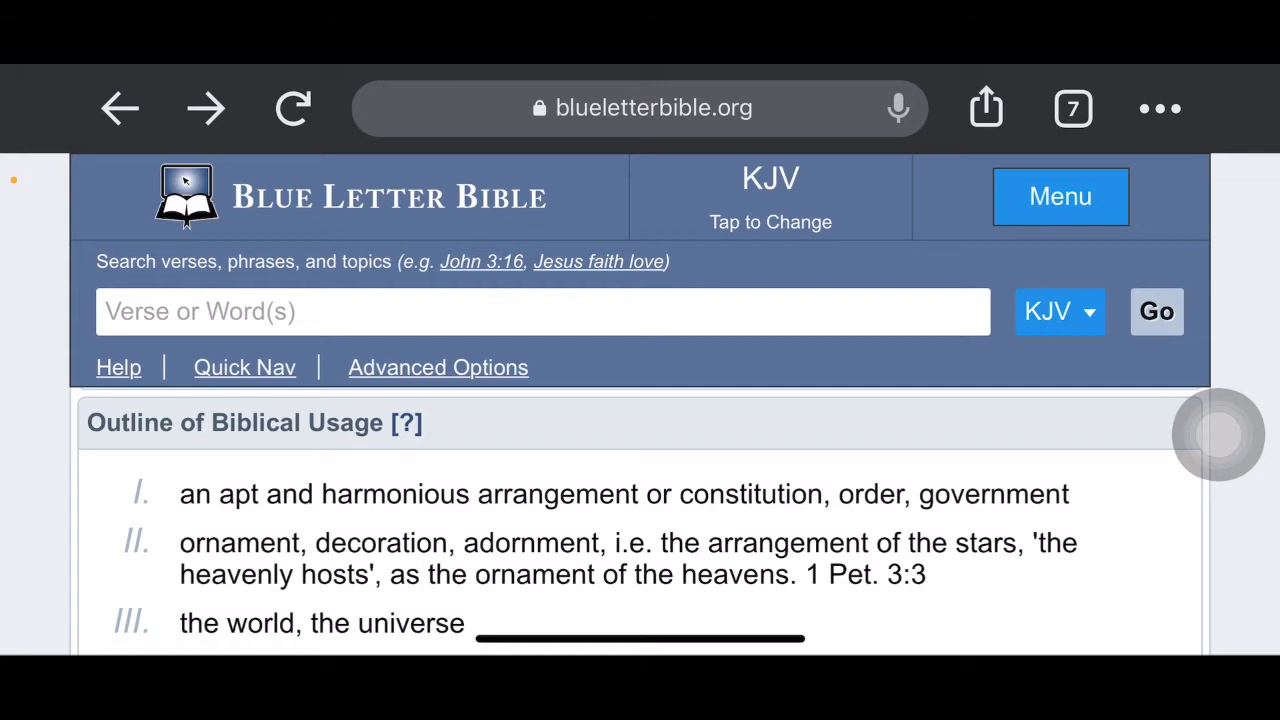 blueletterbible.org
7
BLUE LETTER BIBLE
KJV
Tap to Change
Menu
Search verses, phrases, and topics (e.g. John 3:16, Jesus faith love)
Verse or Word(s)
KJV
Go
Help
Quick Nav
Advanced Options
Outline of Biblical Usage [?]
I. an apt and harmonious arrangement or constitution, order, government
II. ornament, decoration, adornment, i.e. the arrangement of the stars, 'the
heavenly hosts', as the ornament of the heavens. 1 Pet. 3:3
III. the world, the universe